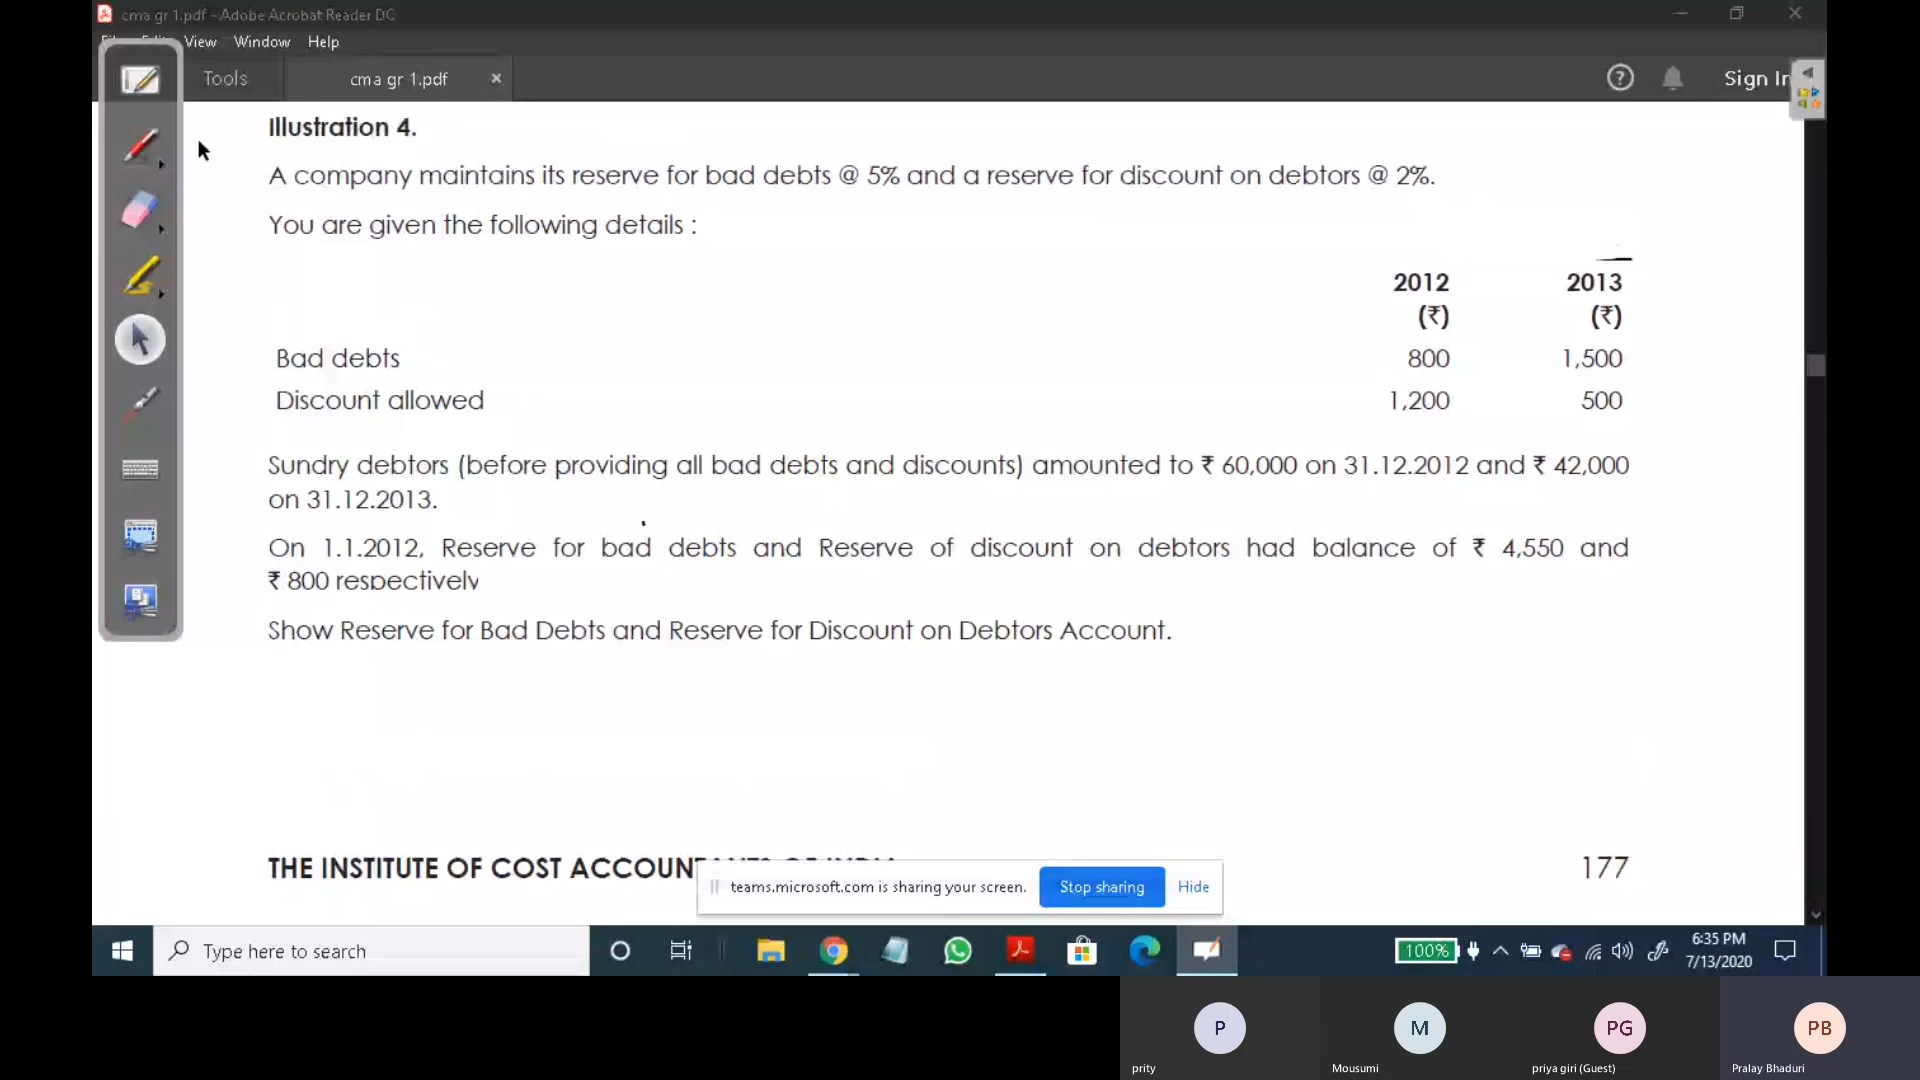 cma gr 1.pdf - Adobe Acrobat Reader DC
View Window Help
Tools
cma gr 1.pdf
Sign In
Illustration 4.
A company maintains its reserve for bad debts @ 5% and a reserve for discount on debtors @ 2%.
You are given the following details :
2012 2013
(₹) (₹)
Bad debts 800 1,500
Discount allowed 1,200 500
Sundry debtors (before providing all bad debts and discounts) amounted to ₹ 60,000 on 31.12.2012 and ₹ 42,000
on 31.12.2013.
On 1.1.2012, Reserve for bad debts and Reserve of discount on debtors had balance of ₹ 4,550 and
₹ 800 respectively
Show Reserve for Bad Debts and Reserve for Discount on Debtors Account.
THE INSTITUTE OF COST 177
teams.microsoft.com is sharing your screen. Stop sharing Hide
Type here to search
100%
6:35 PM
7/13/2020
P M PG PB
prity Mousumi priya giri (Guest) Pralay Bhaduri